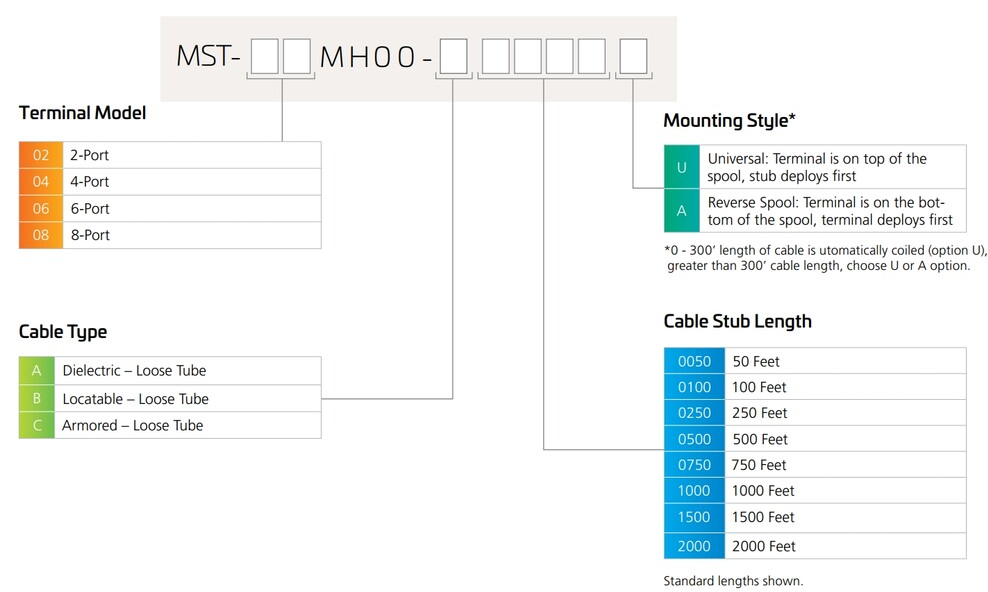 MST- MH00 -
Terminal Model
02 2-Port
04 4-Port
06 6-Port
08 8-Port
Cable Type
A Dielectric – Loose Tube
B Locatable – Loose Tube
C Armored – Loose Tube
Mounting Style*
U Universal: Terminal is on top of the
spool, stub deploys first
A Reverse Spool: Terminal is on the bot-
tom of the spool, terminal deploys first
*0 - 300’ length of cable is utomatically coiled (option U),
greater than 300’ cable length, choose U or A option.
Cable Stub Length
0050 50 Feet
0100 100 Feet
0250 250 Feet
0500 500 Feet
0750 750 Feet
1000 1000 Feet
1500 1500 Feet
2000 2000 Feet
Standard lengths shown.